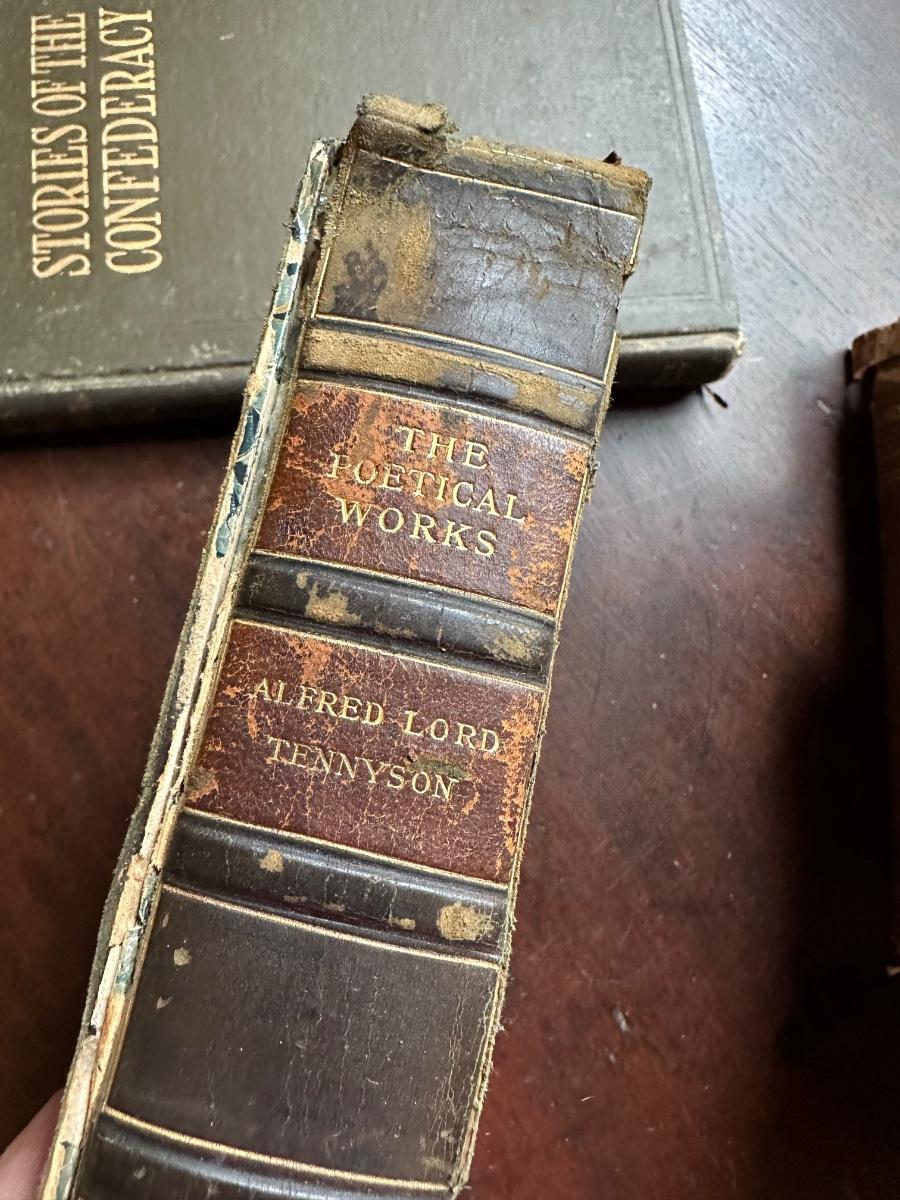 STORIES OF THE
CONFEDERACY
THE
POETICAL
WORKS
ALFRED LORD
TENNYSON